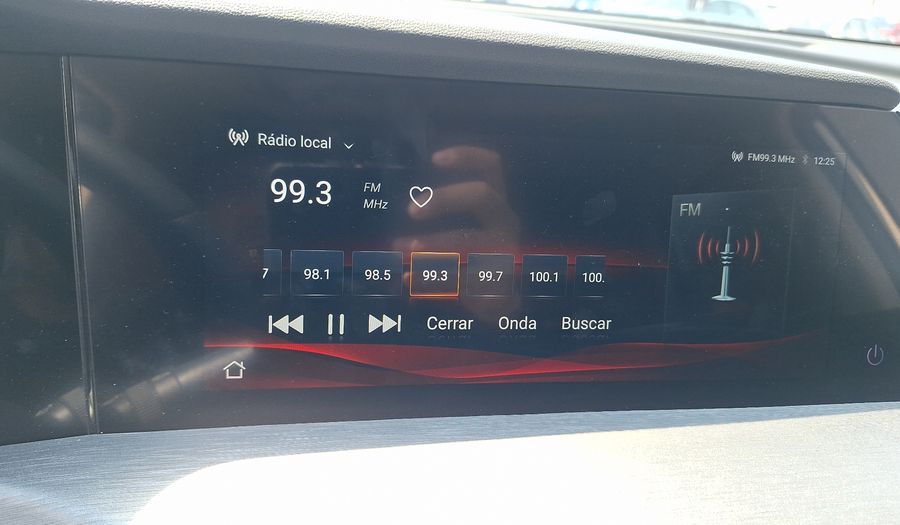 Rádio local
FM99.3 MHz 12:25
99.3 FM MHz
FM
7 98.1 98.5 99.3 99.7 100.1 100.
Cerrar Onda Buscar